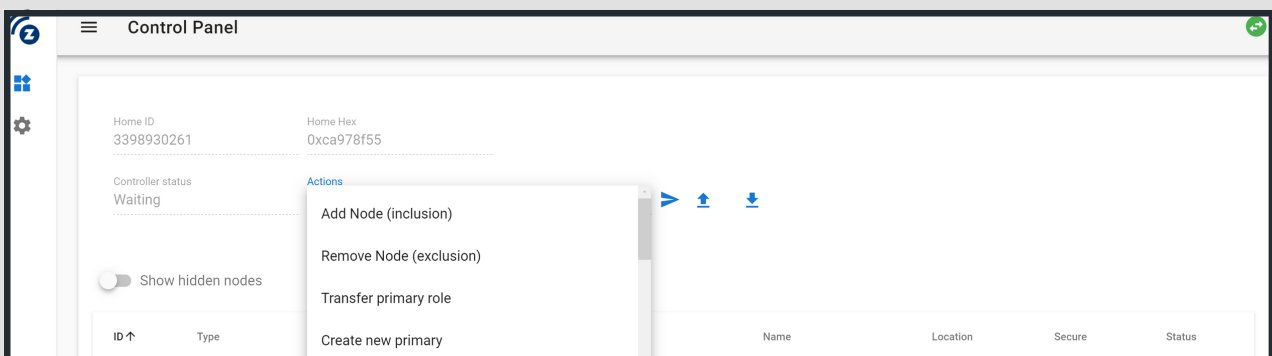 Control Panel
Home ID
3398930261
Home Hex
0xca978f55
Controller status
Waiting
Actions
Add Node (inclusion)
Remove Node (exclusion)
Transfer primary role
Create new primary
Show hidden nodes
ID Type Name Location Secure Status